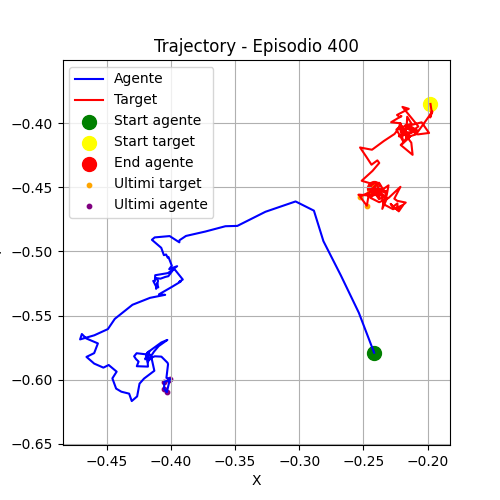 Trajectory - Episodio 400
Agente
Target
Start agente
Start target
End agente
Ultimi target
Ultimi agente
−0.40
−0.45
−0.50
−0.55
−0.60
−0.65
−0.45
−0.40
−0.35
−0.30
−0.25
−0.20
X